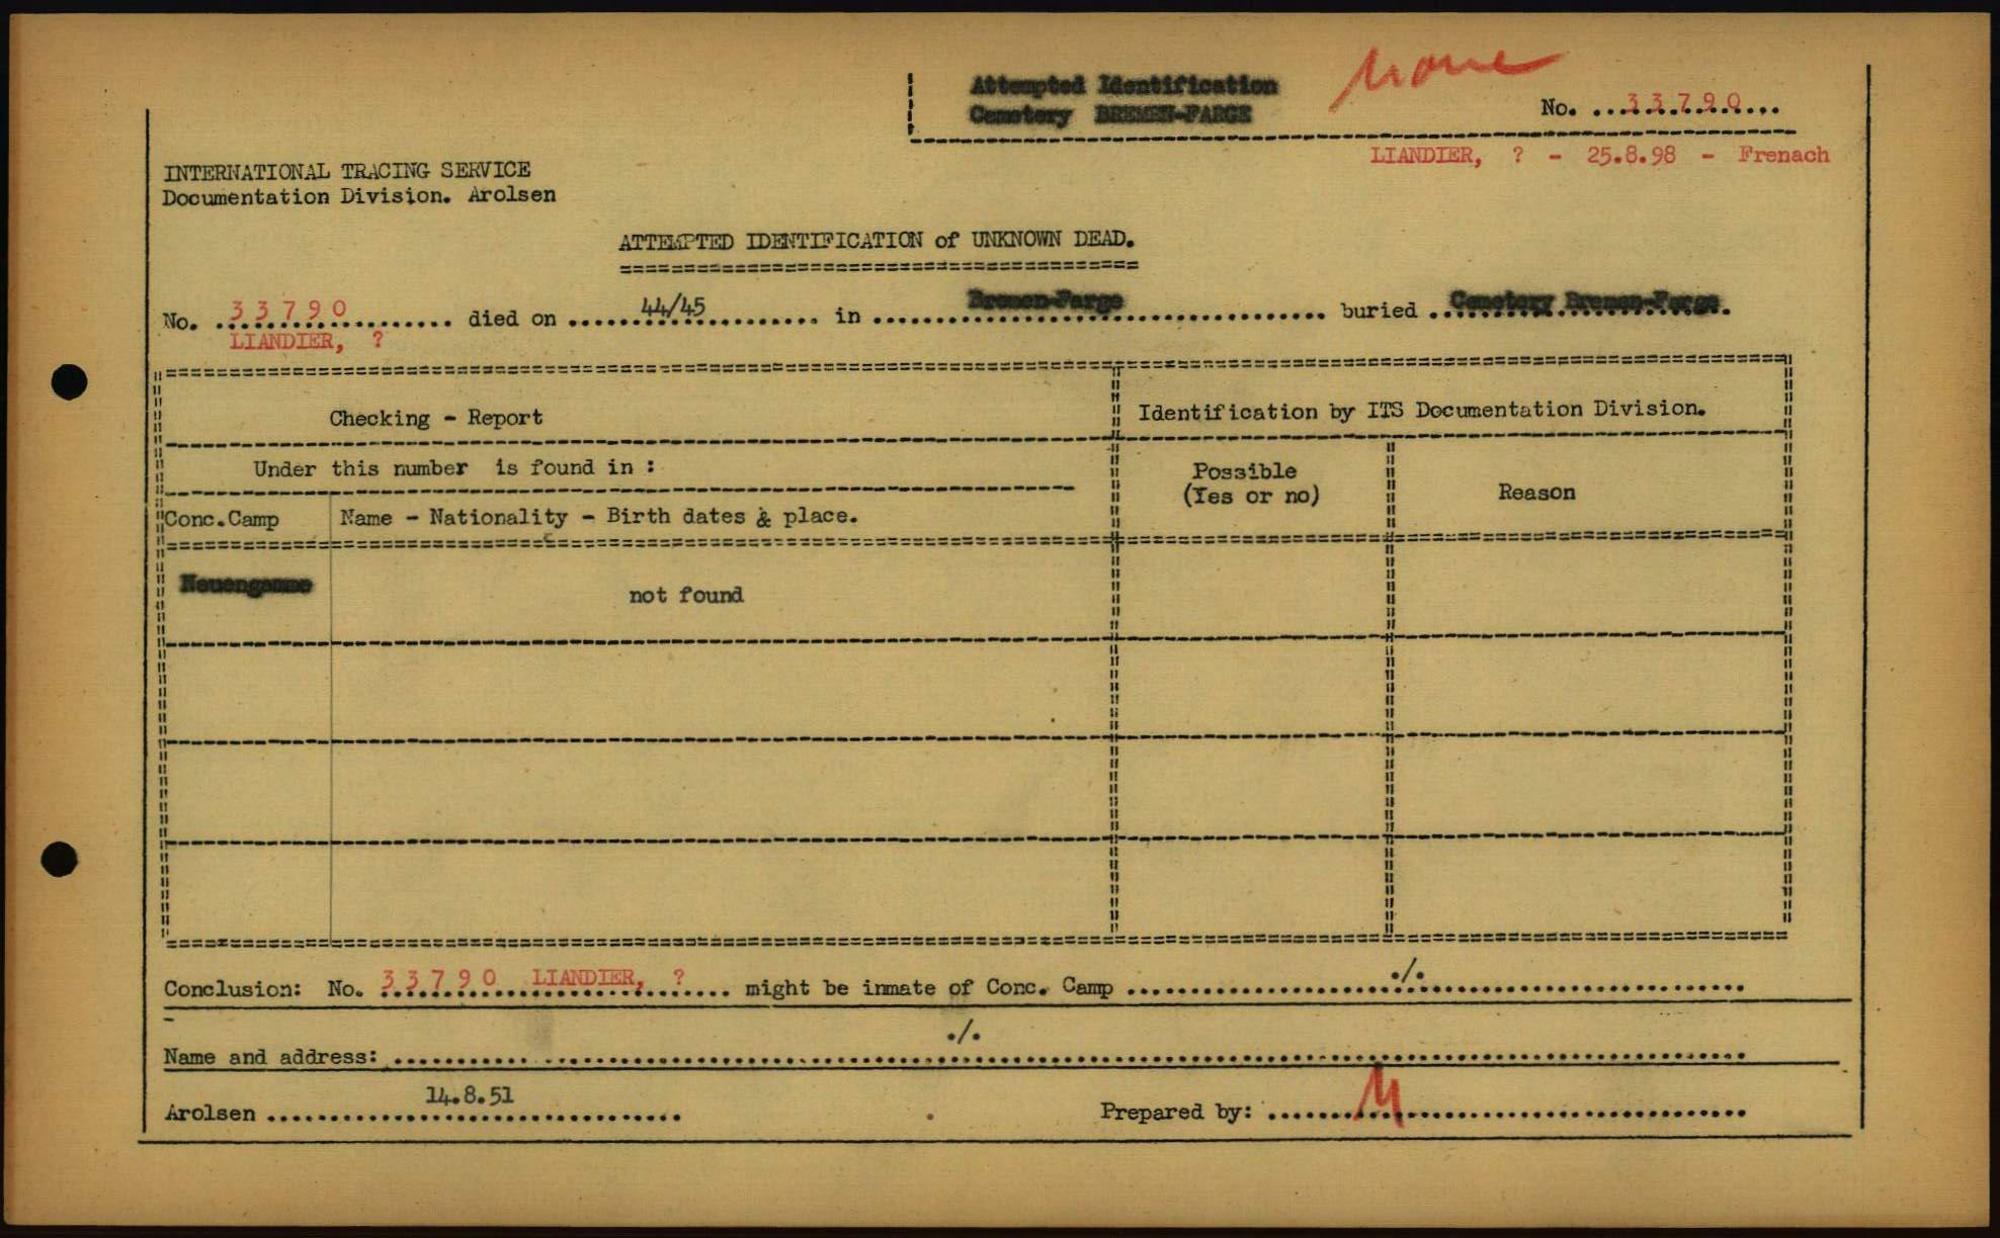 none
Attempted Identification
Cemetery BREMEN-FARGE
No. ...33790...
LIANDIER, ? - 25.8.98 - Frenach
INTERNATIONAL TRACING SERVICE
Documentation Division. Arolsen
ATTEMPTED IDENTIFICATION of UNKNOWN DEAD.
No. 33790 died on 44/45 in Bremen-Farge buried Cemetery Bremen-Farge.
LIANDIER, ?
Checking - Report
Identification by ITS Documentation Division.
Under this number is found in :
Possible
(Yes or no)
Reason
Conc.Camp
Name - Nationality - Birth dates & place.
Neuengamme
not found
Conclusion: No. 33790 LIANDIER, ? might be inmate of Conc. Camp ./.
Name and address: ./.
Arolsen 14.8.51
Prepared by: